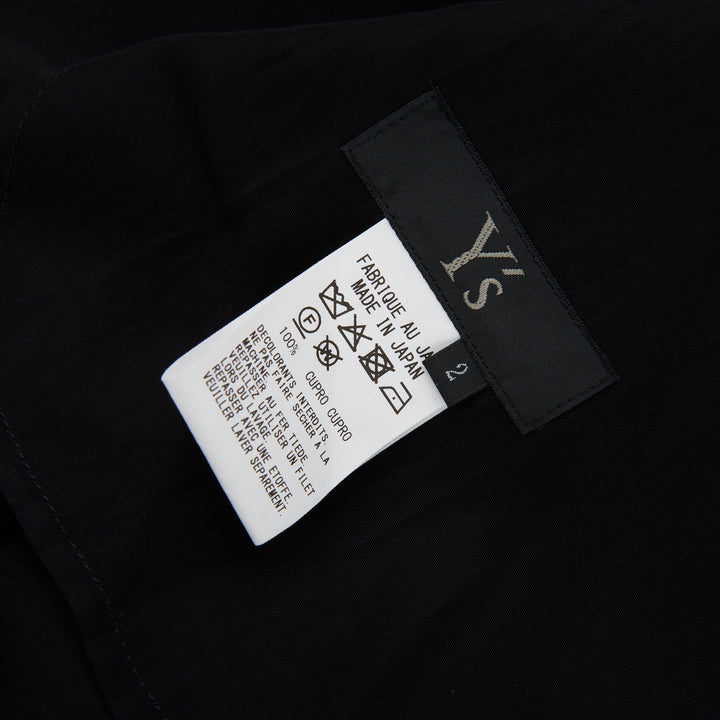 Y's
2
FABRIQUE AU JA
MADE IN JAPAN
F
100% CUPRO CUPRO
DECOLORANTS INTERDITS.
NE PAS FAIRE SECHER A LA
MACHINE.
REPASSER AU FER TIEDE.
VEUILLEZ UTILISER UN FILET
LORS DU LAVAGE.
REPASSER AVEC UNE ETOFFE.
VEUILLER LAVER SEPAREMENT.